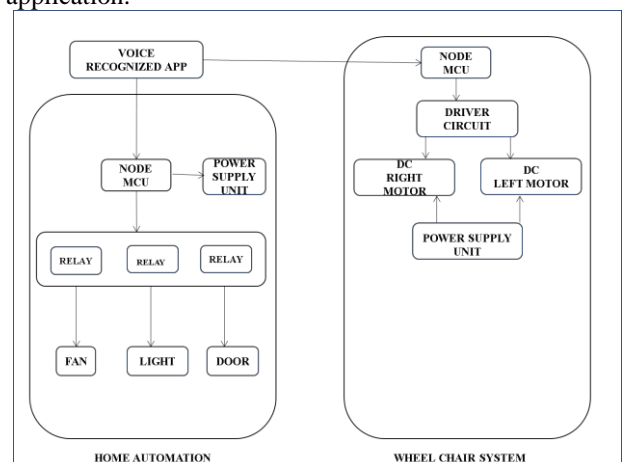 application.
VOICE
RECOGNIZED APP
NODE
MCU
POWER
SUPPLY
UNIT
RELAY
RELAY
RELAY
FAN
LIGHT
DOOR
HOME AUTOMATION
NODE
MCU
DRIVER
CIRCUIT
DC
RIGHT
MOTOR
DC
LEFT MOTOR
POWER SUPPLY
UNIT
WHEEL CHAIR SYSTEM